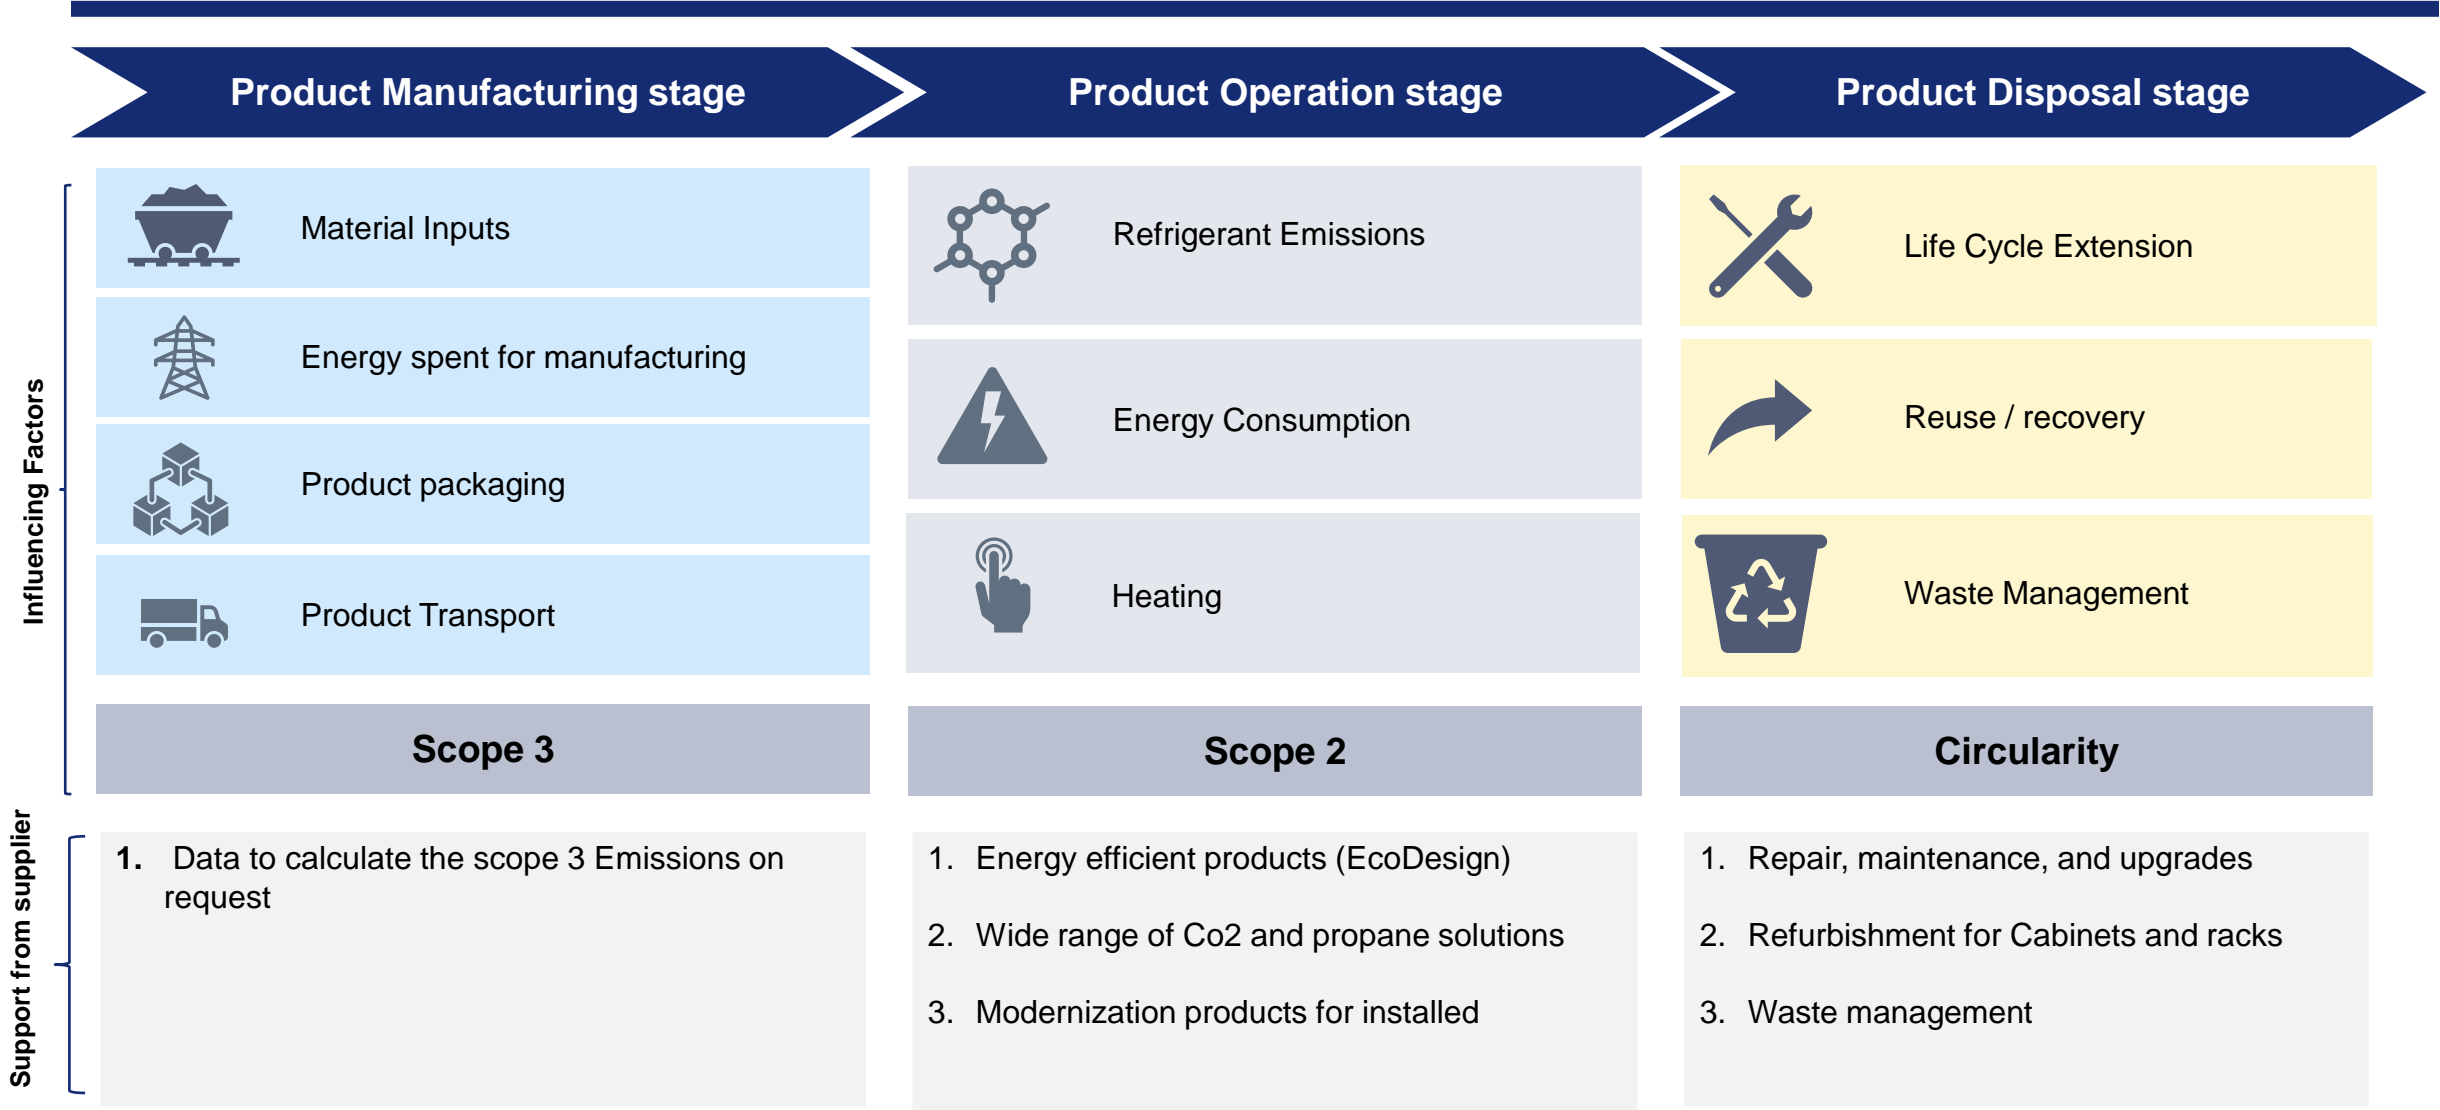 Product Manufacturing stage
Product Operation stage
Product Disposal stage
Influencing Factors
Material Inputs
Energy spent for manufacturing
Product packaging
Product Transport
Scope 3
Refrigerant Emissions
Energy Consumption
Heating
Scope 2
Life Cycle Extension
Reuse / recovery
Waste Management
Circularity
Support from supplier
1. Data to calculate the scope 3 Emissions on
request
1. Energy efficient products (EcoDesign)
2. Wide range of Co2 and propane solutions
3. Modernization products for installed
1. Repair, maintenance, and upgrades
2. Refurbishment for Cabinets and racks
3. Waste management